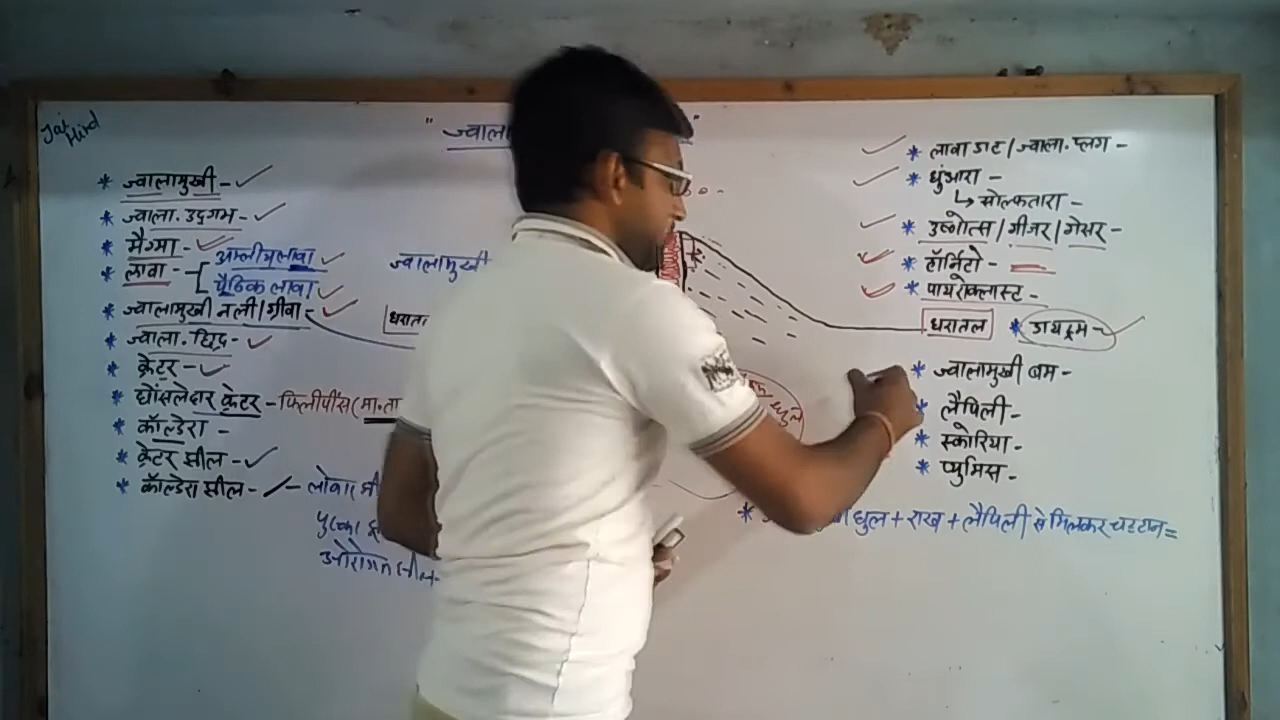 Jai Hind
" ज्वाला "
* ज्वालामुखी - ✓
* ज्वाला. उद्गम - ✓
* मैग्मा - ✓
* लावा - [ अम्लीय लावा ✓
पैठिक लावा ✓
* ज्वालामुखी नली/ग्रीवा - ✓
* ज्वाला. छिद्र - ✓
* क्रेटर - ✓
* घोंसलेदार क्रेटर - फिलीपींस (मा. ता
* कॉल्डेरा -
* क्रेटर झील - ✓
* कॉल्डेरा झील - ✓ - लोनार झी
ज्वालामुखी
धरात
* लावा डाट / ज्वाला. प्लग -
* धुंआरा -
↳ सोल्फतारा -
* उष्णोत्स / गीजर / गेसर -
* हॉर्निटो -
* पायरोक्लास्ट -
धरातल * डायट्रम - ✓
* ज्वालामुखी बम -
* लैपिली -
* स्कोरिया -
* प्युमिस -
* धुल + राख + लैपिली से मिलकर चट्टान =